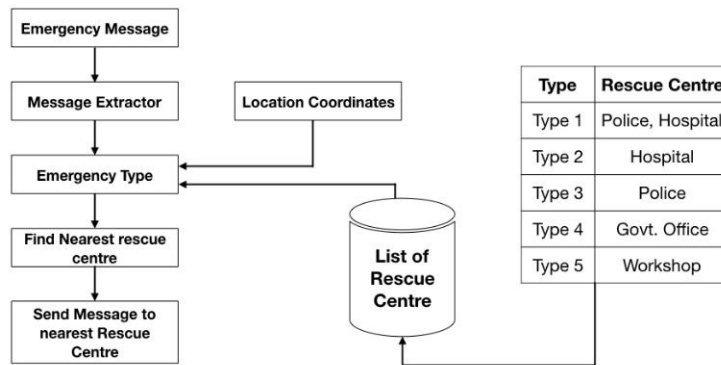 Emergency Message
Message Extractor
Location Coordinates
Emergency Type
Find Nearest rescue
centre
Send Message to
nearest Rescue
Centre
List of
Rescue
Centre
Type Rescue Centre
Type 1 Police, Hospital
Type 2 Hospital
Type 3 Police
Type 4 Govt. Office
Type 5 Workshop